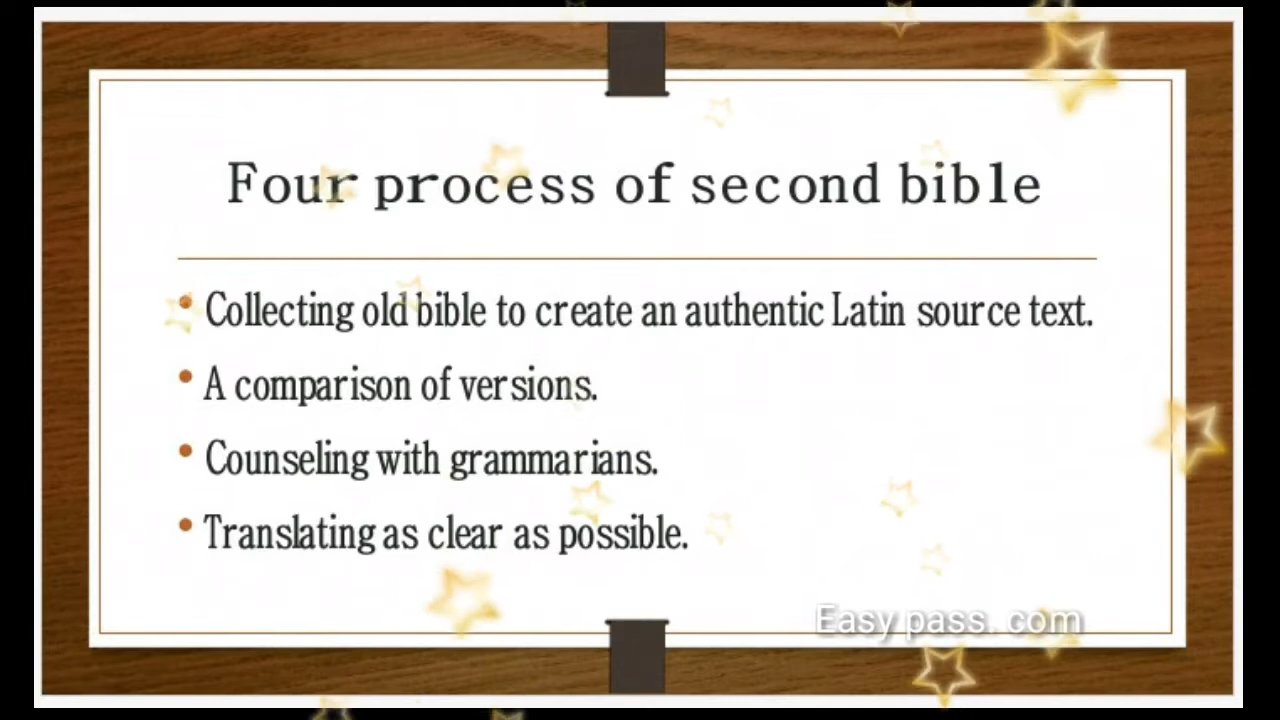 Four process of second bible
• Collecting old bible to create an authentic Latin source text.
• A comparison of versions.
• Counseling with grammarians.
• Translating as clear as possible.
Easy pass. com